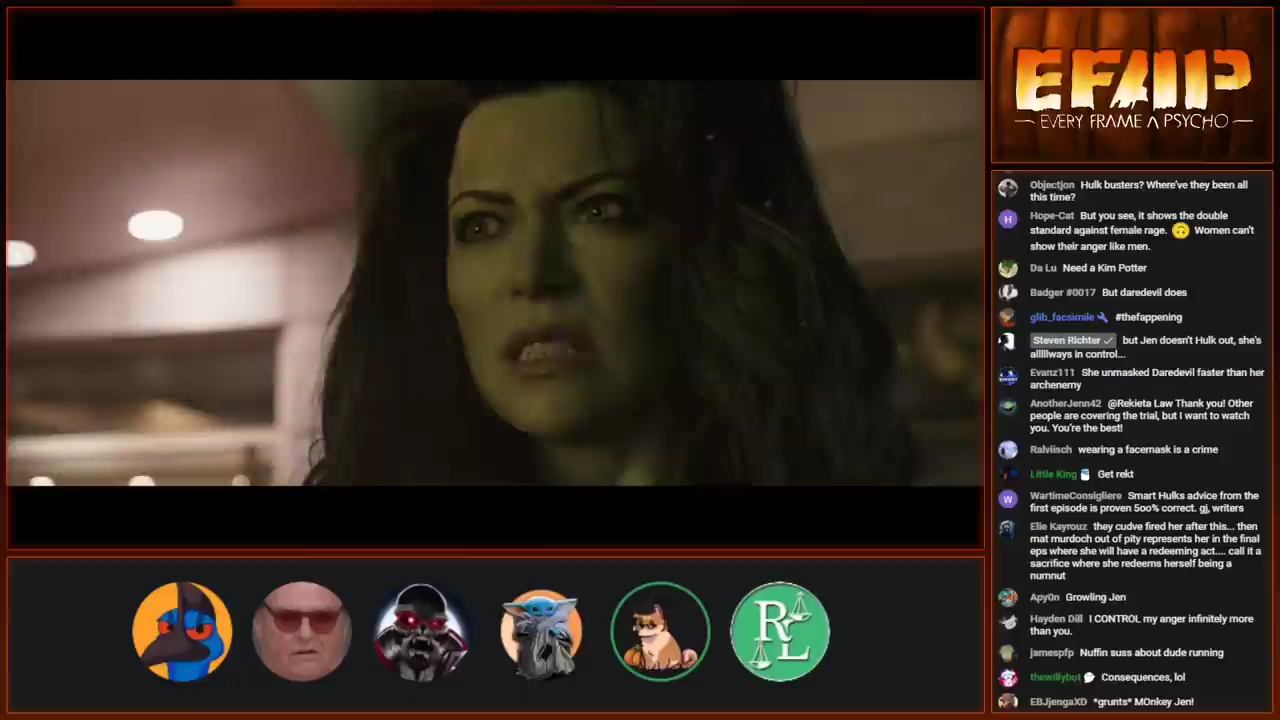 EFAP
EVERY FRAME A PSYCHO
Objectjon Hulk busters? Where've they been all
this time?
H
Hope-Cat But you see, it shows the double
standard against female rage. 🙃 Women can't
show their anger like men.
Da Lu Need a Kim Potter
Badger #0017 But daredevil does
glib_facsimile #thefappening
Steven Richter but Jen doesn't Hulk out, she's
alllllways in control...
Evanz111 She unmasked Daredevil faster than her
archenemy
AnotherJenn42 @Rekieta Law Thank you! Other
people are covering the trial, but I want to watch
you. You're the best!
Ralviisch wearing a facemask is a crime
Little King Get rekt
W
WartimeConsigliere Smart Hulks advice from the
first episode is proven 5oo% correct. gj, writers
Elie Kayrouz they cudve fired her after this... then
mat murdoch out of pity represents her in the final
eps where she will have a redeeming act.... call it a
sacrifice where she redeems herself being a
numnut
Apy0n Growling Jen
Hayden Dill I CONTROL my anger infinitely more
than you.
jamespfp Nuffin suss about dude running
thewillybot Consequences, lol
EBJjengaXD *grunts* MOnkey Jen!
RL